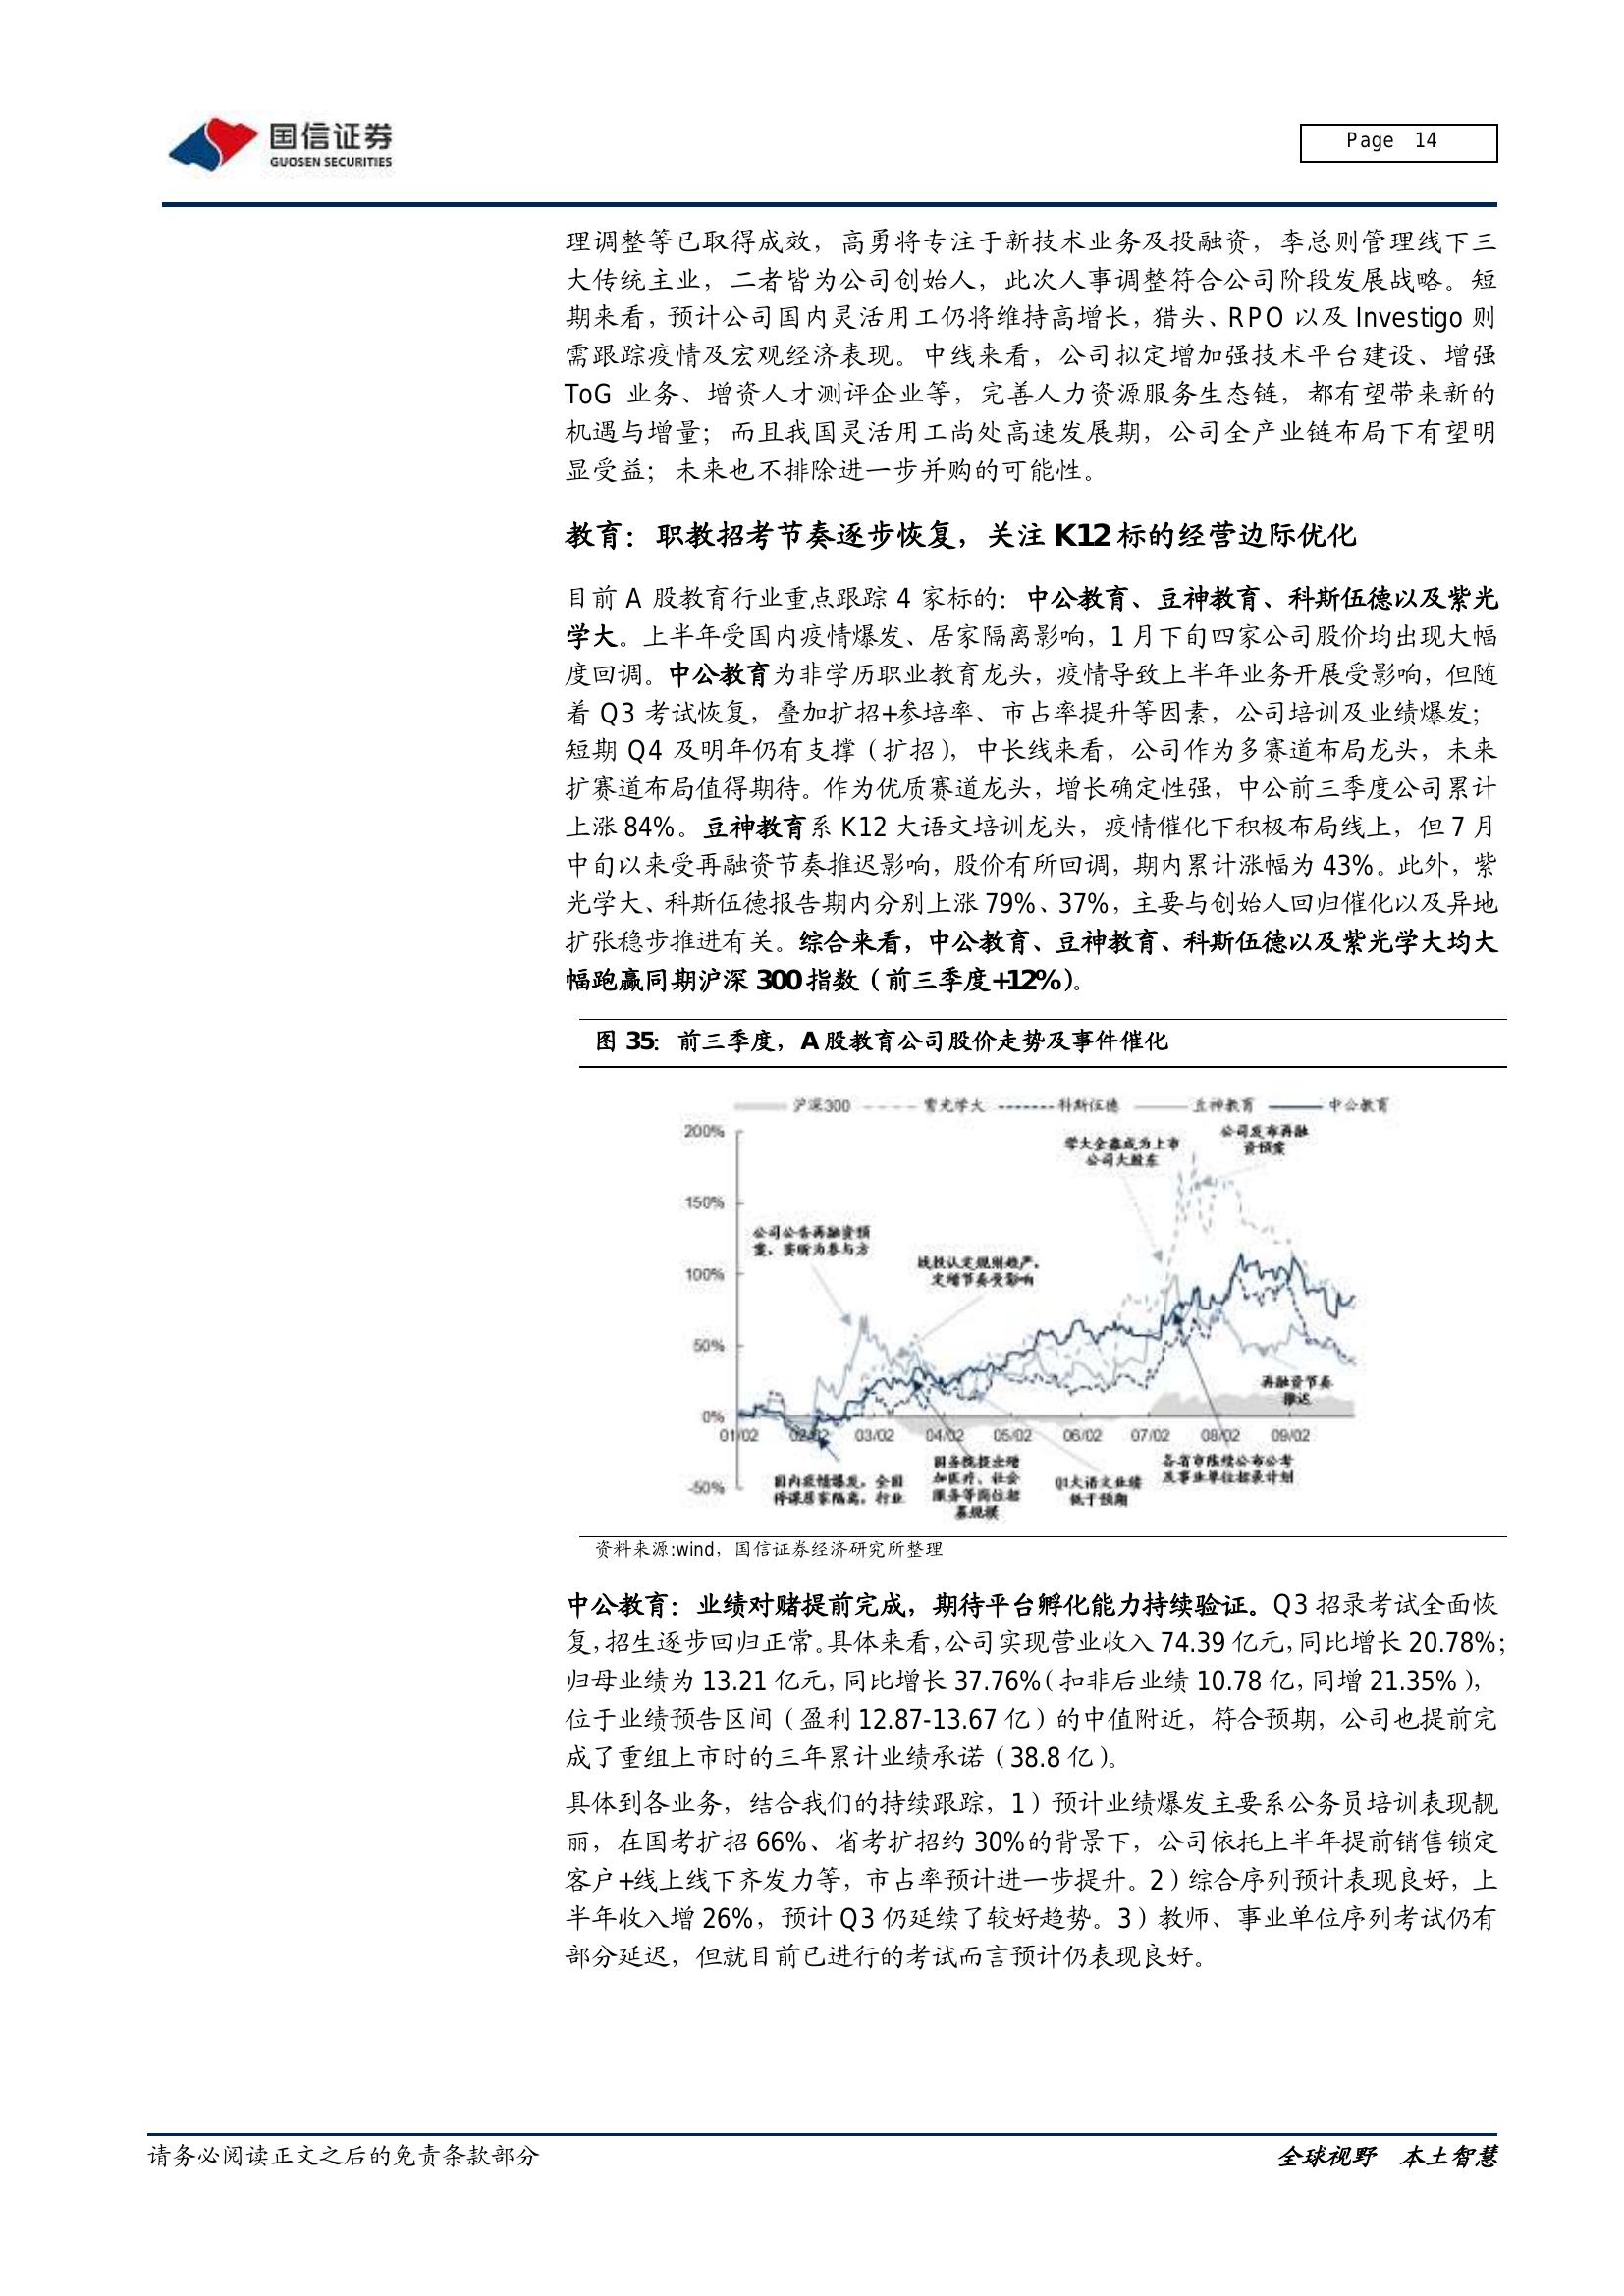 国信证券
GUOSEN SECURITIES
Page 14
理调整等已取得成效，高勇将专注于新技术业务及投融资，李总则管理线下三
大传统主业，二者皆为公司创始人，此次人事调整符合公司阶段发展战略。短
期来看，预计公司国内灵活用工仍将维持高增长，猎头、RPO 以及 Investigo 则
需跟踪疫情及宏观经济表现。中线来看，公司拟定增加强技术平台建设、增强
ToG 业务、增资人才测评企业等，完善人力资源服务生态链，都有望带来新的
机遇与增量；而且我国灵活用工尚处高速发展期，公司全产业链布局下有望明
显受益；未来也不排除进一步并购的可能性。
教育：职教招考节奏逐步恢复，关注 K12 标的经营边际优化
目前 A 股教育行业重点跟踪 4 家标的：中公教育、豆神教育、科斯伍德以及紫光
学大。上半年受国内疫情爆发、居家隔离影响，1 月下旬四家公司股价均出现大幅
度回调。中公教育为非学历职业教育龙头，疫情导致上半年业务开展受影响，但随
着 Q3 考试恢复，叠加扩招+参培率、市占率提升等因素，公司培训及业绩爆发；
短期 Q4 及明年仍有支撑（扩招），中长线来看，公司作为多赛道布局龙头，未来
扩赛道布局值得期待。作为优质赛道龙头，增长确定性强，中公前三季度公司累计
上涨 84%。豆神教育系 K12 大语文培训龙头，疫情催化下积极布局线上，但 7 月
中旬以来受再融资节奏推迟影响，股价有所回调，期内累计涨幅为 43%。此外，紫
光学大、科斯伍德报告期内分别上涨 79%、37%，主要与创始人回归催化以及异地
扩张稳步推进有关。综合来看，中公教育、豆神教育、科斯伍德以及紫光学大均大
幅跑赢同期沪深 300 指数（前三季度+12%）。
图 35：前三季度，A 股教育公司股价走势及事件催化
沪深300 紫光学大 科斯伍德 豆神教育 中公教育
200%
150%
100%
50%
0%
-50%
01/02 02/02 03/02 04/02 05/02 06/02 07/02 08/02 09/02
学大金鑫成为上市
公司大股东
公司发布再融
资预案
公司公告再融资预
案，窦昕为参与方
战投认定规则趋严，
定增节奏受影响
再融资节奏
推迟
国内疫情爆发，全国
停课居家隔离，行业
国务院提出增
加医疗、社会
服务等岗位招
募规模
Q1大语文业绩
低于预期
各省市陆续公布公考
及事业单位招录计划
资料来源:wind，国信证券经济研究所整理
中公教育：业绩对赌提前完成，期待平台孵化能力持续验证。Q3 招录考试全面恢
复，招生逐步回归正常。具体来看，公司实现营业收入 74.39 亿元，同比增长 20.78%；
归母业绩为 13.21 亿元，同比增长 37.76%（扣非后业绩 10.78 亿，同增 21.35%），
位于业绩预告区间（盈利 12.87-13.67 亿）的中值附近，符合预期，公司也提前完
成了重组上市时的三年累计业绩承诺（38.8 亿）。
具体到各业务，结合我们的持续跟踪，1）预计业绩爆发主要系公务员培训表现靓
丽，在国考扩招 66%、省考扩招约 30%的背景下，公司依托上半年提前销售锁定
客户+线上线下齐发力等，市占率预计进一步提升。2）综合序列预计表现良好，上
半年收入增 26%，预计 Q3 仍延续了较好趋势。3）教师、事业单位序列考试仍有
部分延迟，但就目前已进行的考试而言预计仍表现良好。
请务必阅读正文之后的免责条款部分
全球视野 本土智慧